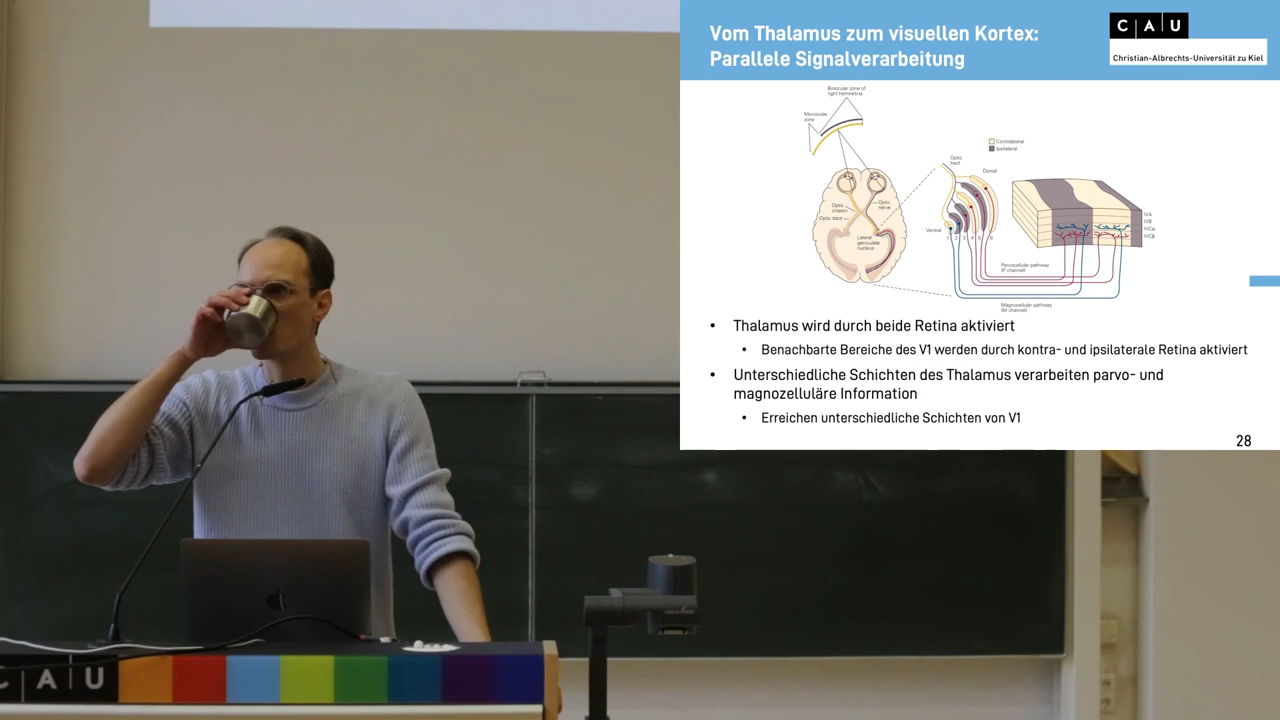 Vom Thalamus zum visuellen Kortex:
Parallele Signalverarbeitung
C A U
Christian-Albrechts-Universität zu Kiel
Binocular zone of
right hemiretina
Monocular
zone
Optic
chiasm
Optic tract
Optic
nerve
Lateral
geniculate
nucleus
Optic
tract
Dorsal
Ventral
1 2 3 4 5 6
Contralateral
Ipsilateral
IVA
IVB
IVCα
IVCβ
Parvocellular pathway
(P channel)
Magnocellular pathway
(M channel)
• Thalamus wird durch beide Retina aktiviert
• Benachbarte Bereiche des V1 werden durch kontra- und ipsilaterale Retina aktiviert
• Unterschiedliche Schichten des Thalamus verarbeiten parvo- und
magnozelluläre Information
• Erreichen unterschiedliche Schichten von V1
28
C A U